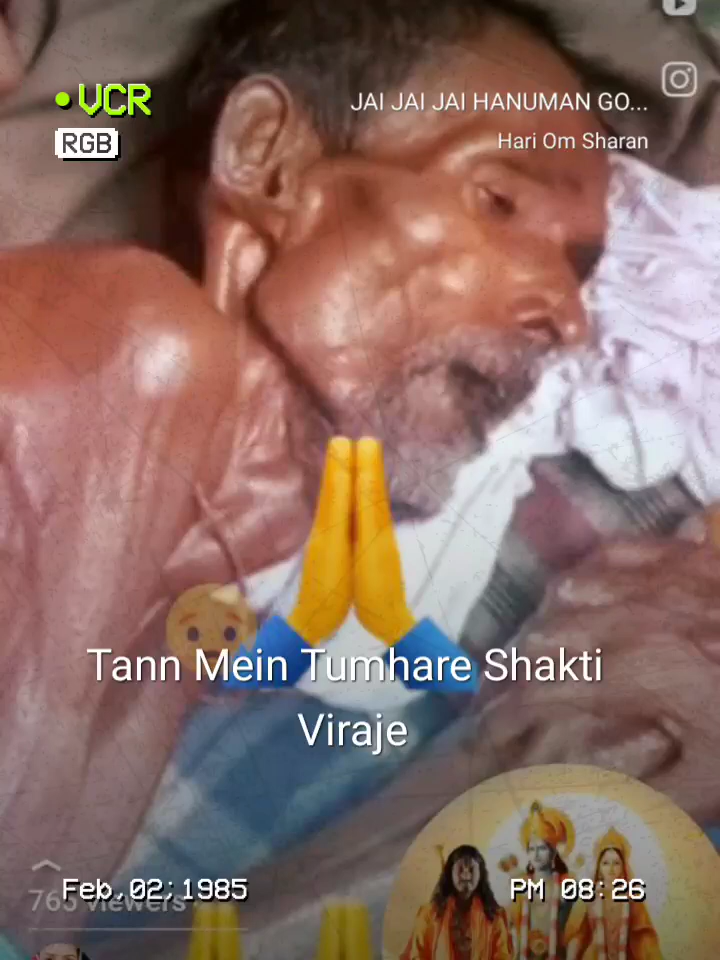 VCR
RGB
JAI JAI JAI HANUMAN GO...
Hari Om Sharan
Tann Mein Tumhare Shakti
Viraje
Feb,02;1985
PM 08:26
765 viewers